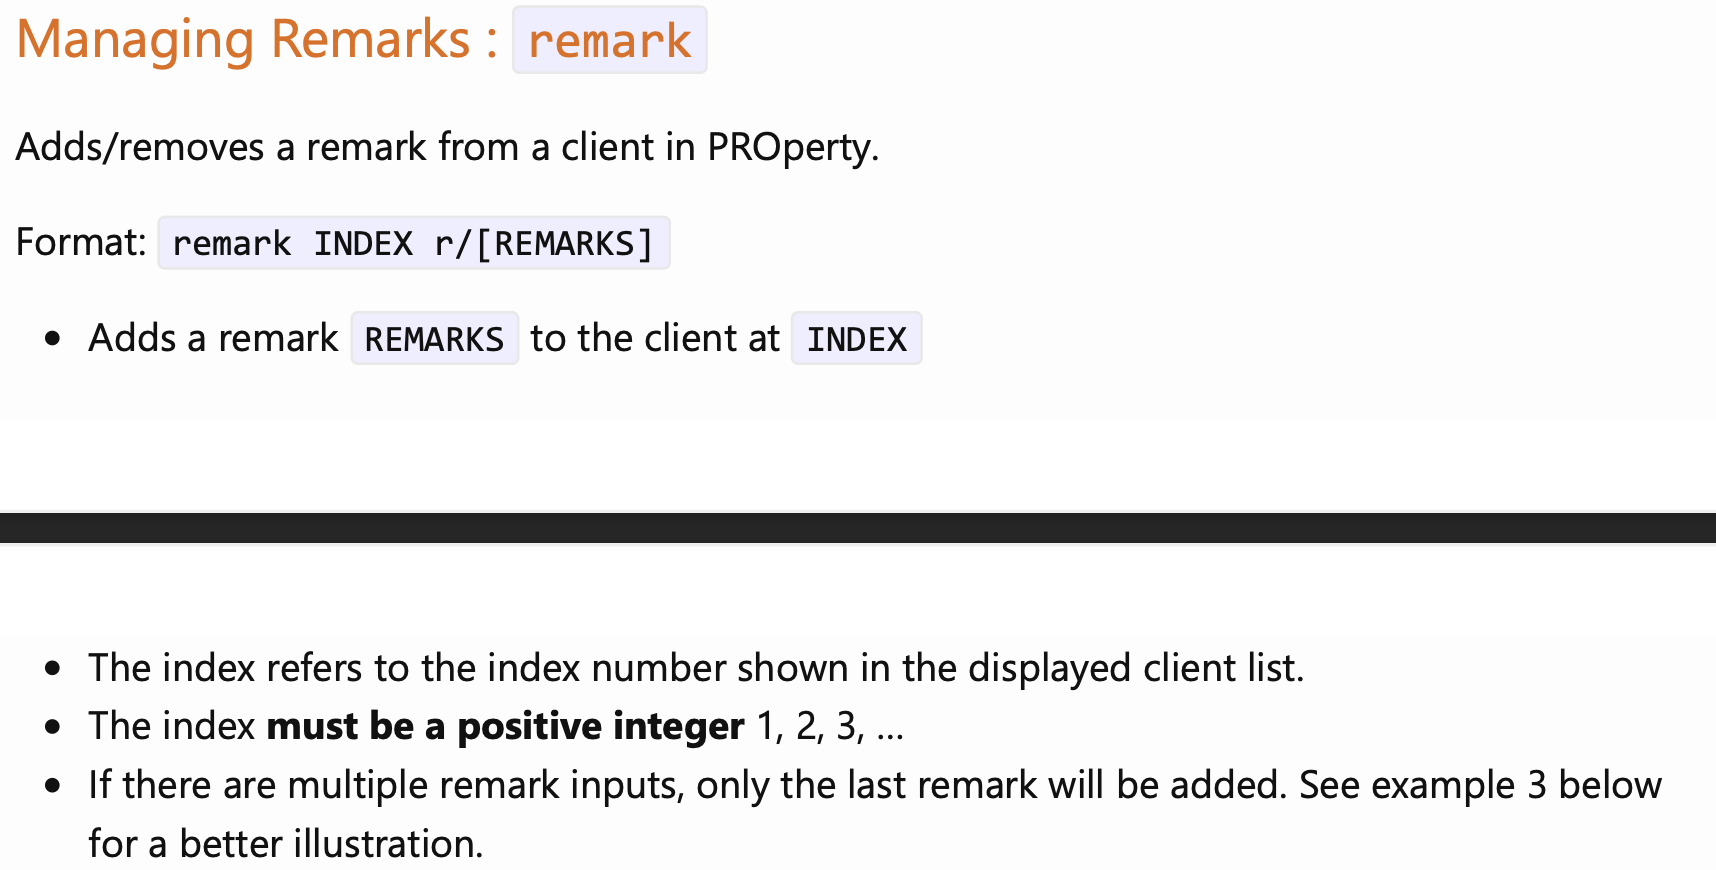 Managing Remarks : remark
Adds/removes a remark from a client in PROperty.
Format: remark INDEX r/[REMARKS]
• Adds a remark REMARKS to the client at INDEX
• The index refers to the index number shown in the displayed client list.
• The index must be a positive integer 1, 2, 3, …
• If there are multiple remark inputs, only the last remark will be added. See example 3 below
for a better illustration.